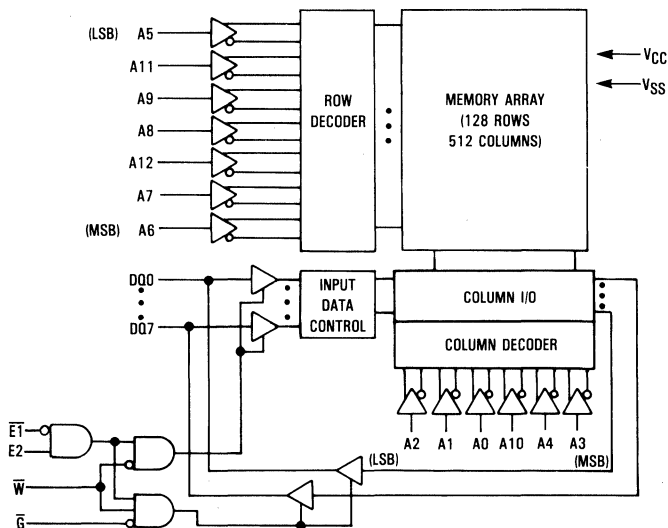 (LSB) A5
A11
A9
A8
A12
A7
(MSB) A6
ROW
DECODER
MEMORY ARRAY
(128 ROWS
512 COLUMNS)
VCC
VSS
DQ0
DQ7
INPUT
DATA
CONTROL
COLUMN I/O
COLUMN DECODER
A2 A1 A0 A10 A4 A3
(LSB) (MSB)
E̅1̅
E2
W̅
G̅